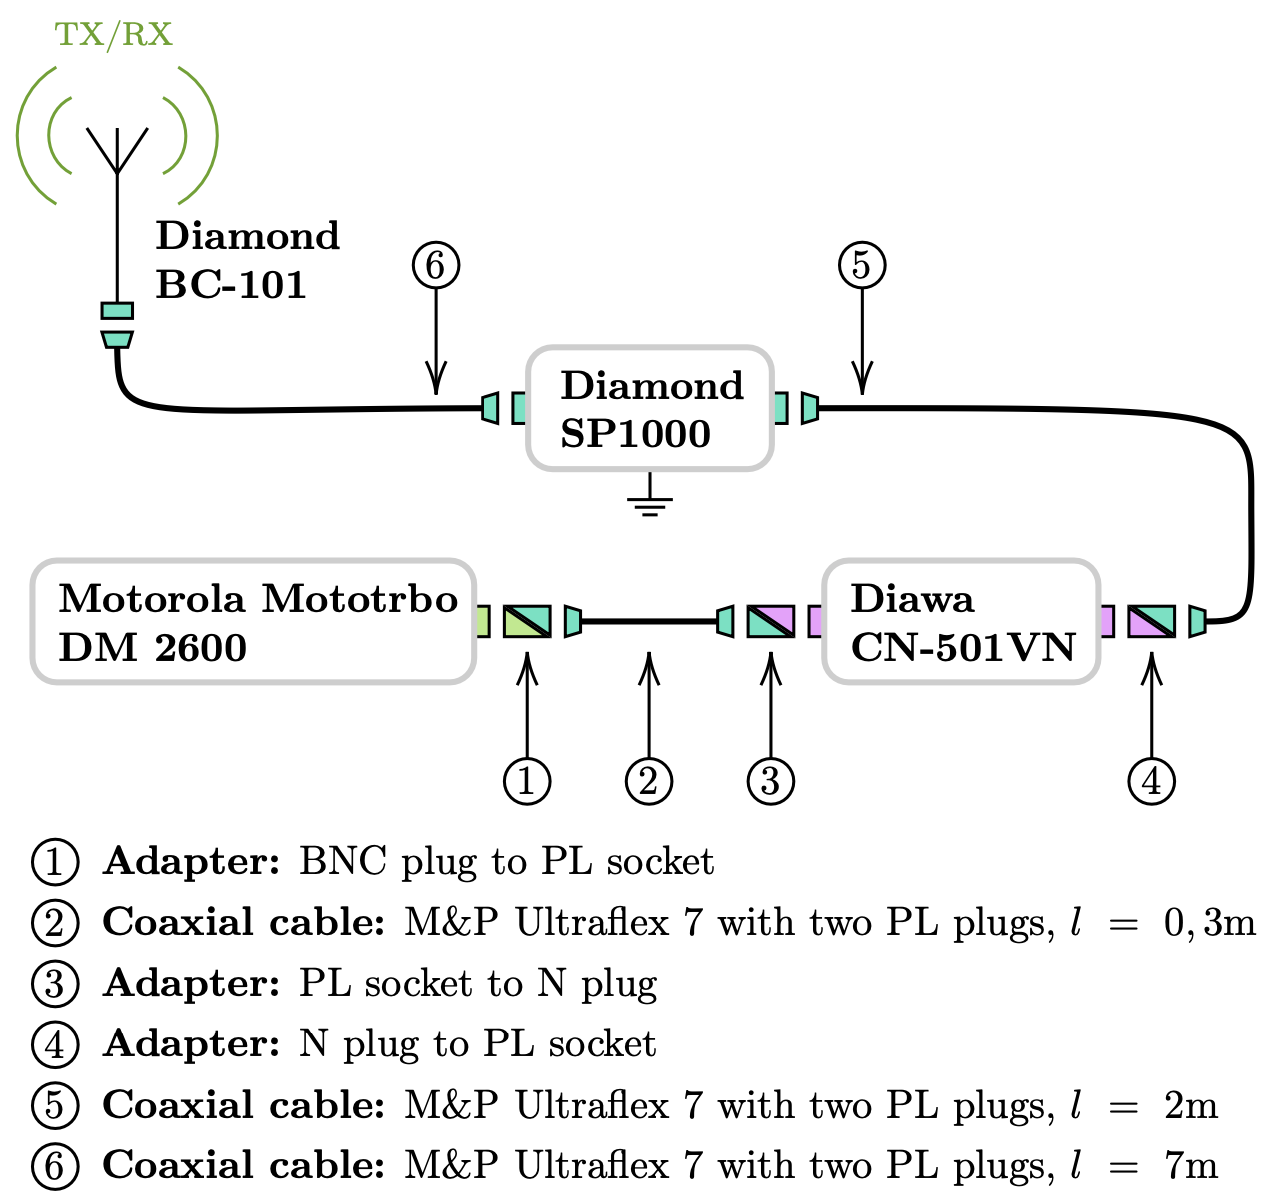 TX/RX
Diamond
BC-101
6
5
Diamond
SP1000
Motorola Mototrbo
DM 2600
Diawa
CN-501VN
1
2
3
4
1 Adapter: BNC plug to PL socket
2 Coaxial cable: M&P Ultraflex 7 with two PL plugs, l = 0,3m
3 Adapter: PL socket to N plug
4 Adapter: N plug to PL socket
5 Coaxial cable: M&P Ultraflex 7 with two PL plugs, l = 2m
6 Coaxial cable: M&P Ultraflex 7 with two PL plugs, l = 7m